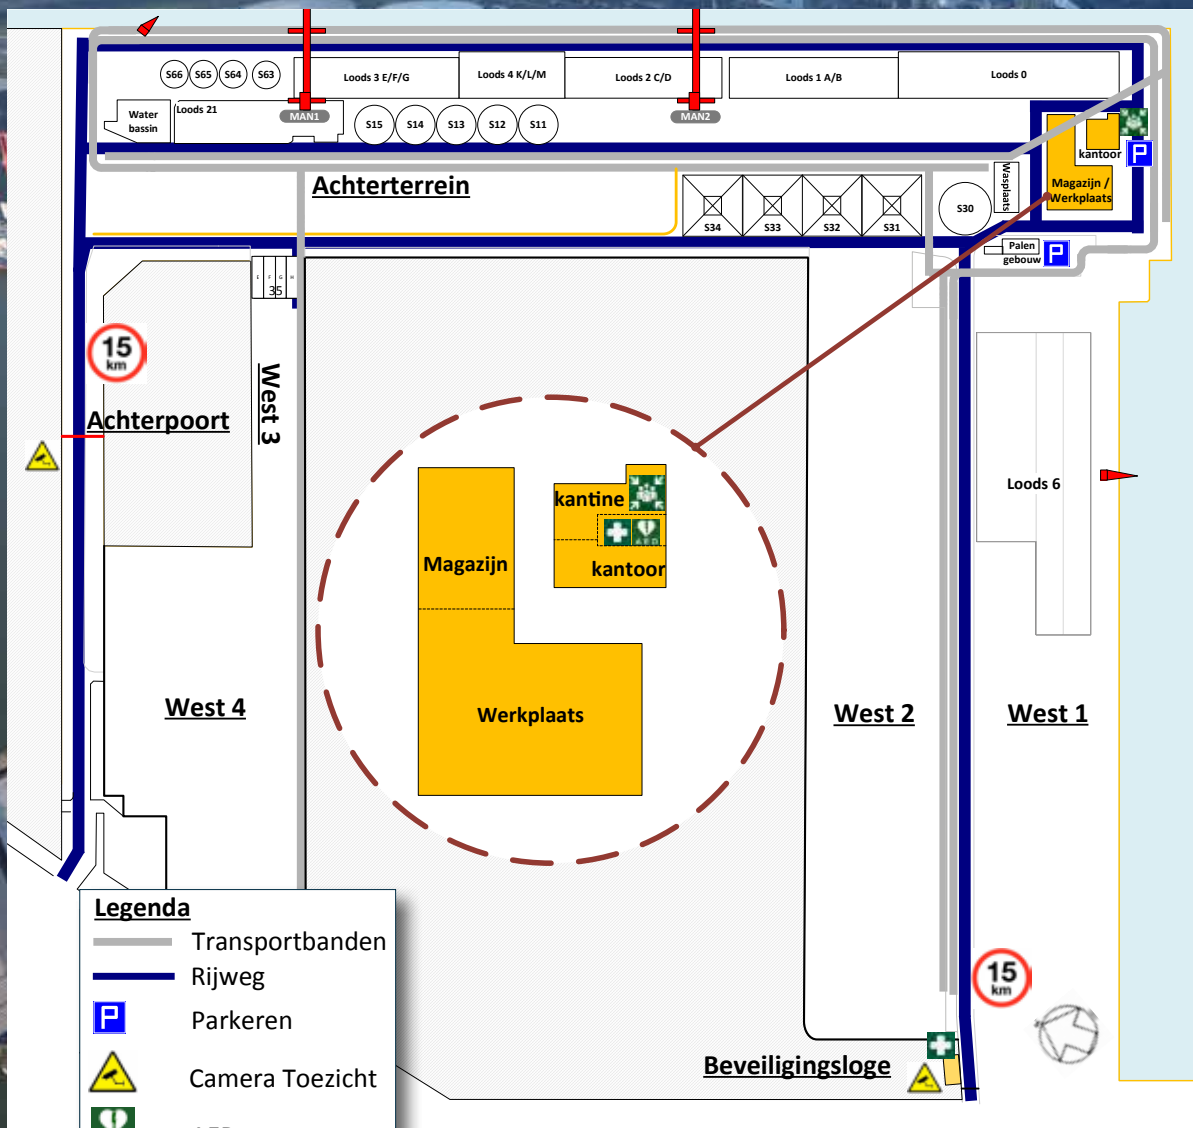 S66
S65
S64
S63
Loods 3 E/F/G
Loods 4 K/L/M
Loods 2 C/D
Loods 1 A/B
Loods 0
Water
bassin
Loods 21
MAN1
MAN2
S15
S14
S13
S12
S11
kantoor
P
Magazijn /
Werkplaats
Achterterrein
Wasplaats
S34
S33
S32
S31
S30
Palen
gebouw
P
E F G H
35
15
km
West 3
Achterpoort
Loods 6
kantine
AED
Magazijn
kantoor
Werkplaats
West 4
West 2
West 1
15
km
Beveiligingsloge
Legenda
Transportbanden
Rijweg
P
Parkeren
Camera Toezicht